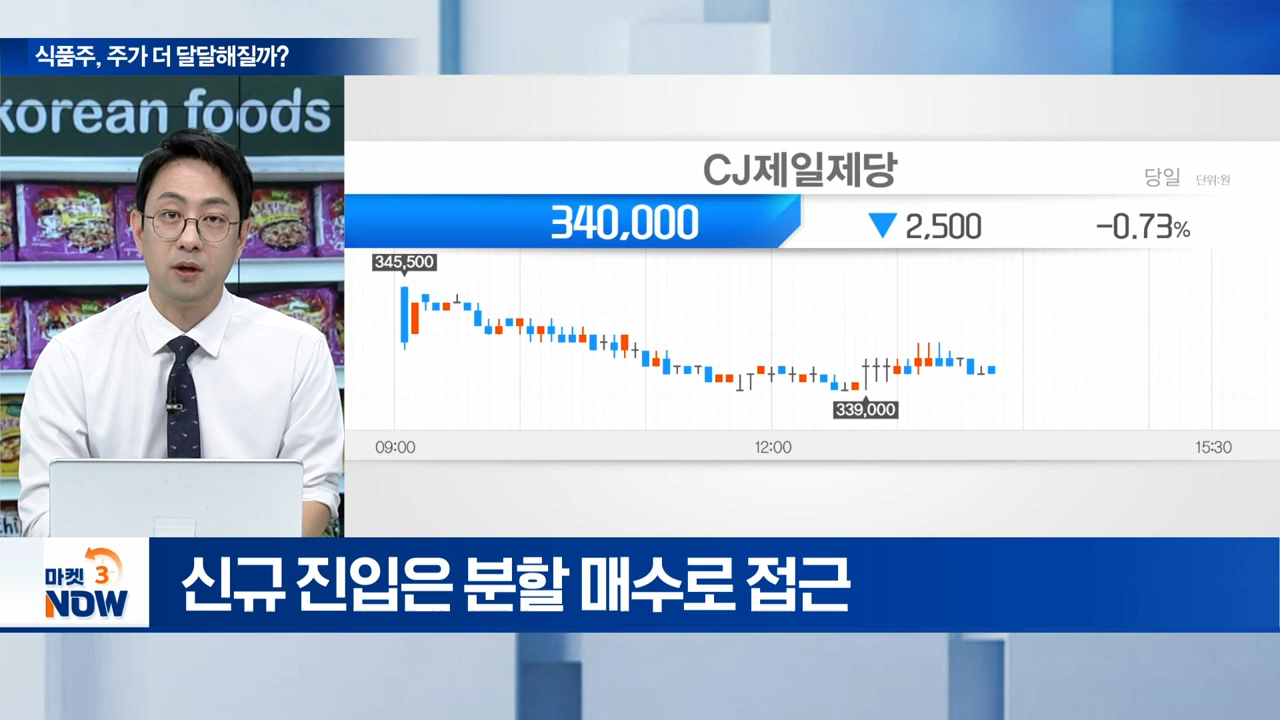 식품주, 주가 더 달달해질까?
korean foods
CJ제일제당
당일 단위:원
340,000 ▼ 2,500 -0.73%
345,500
339,000
09:00 12:00 15:30
마켓 3
NOW
신규 진입은 분할 매수로 접근